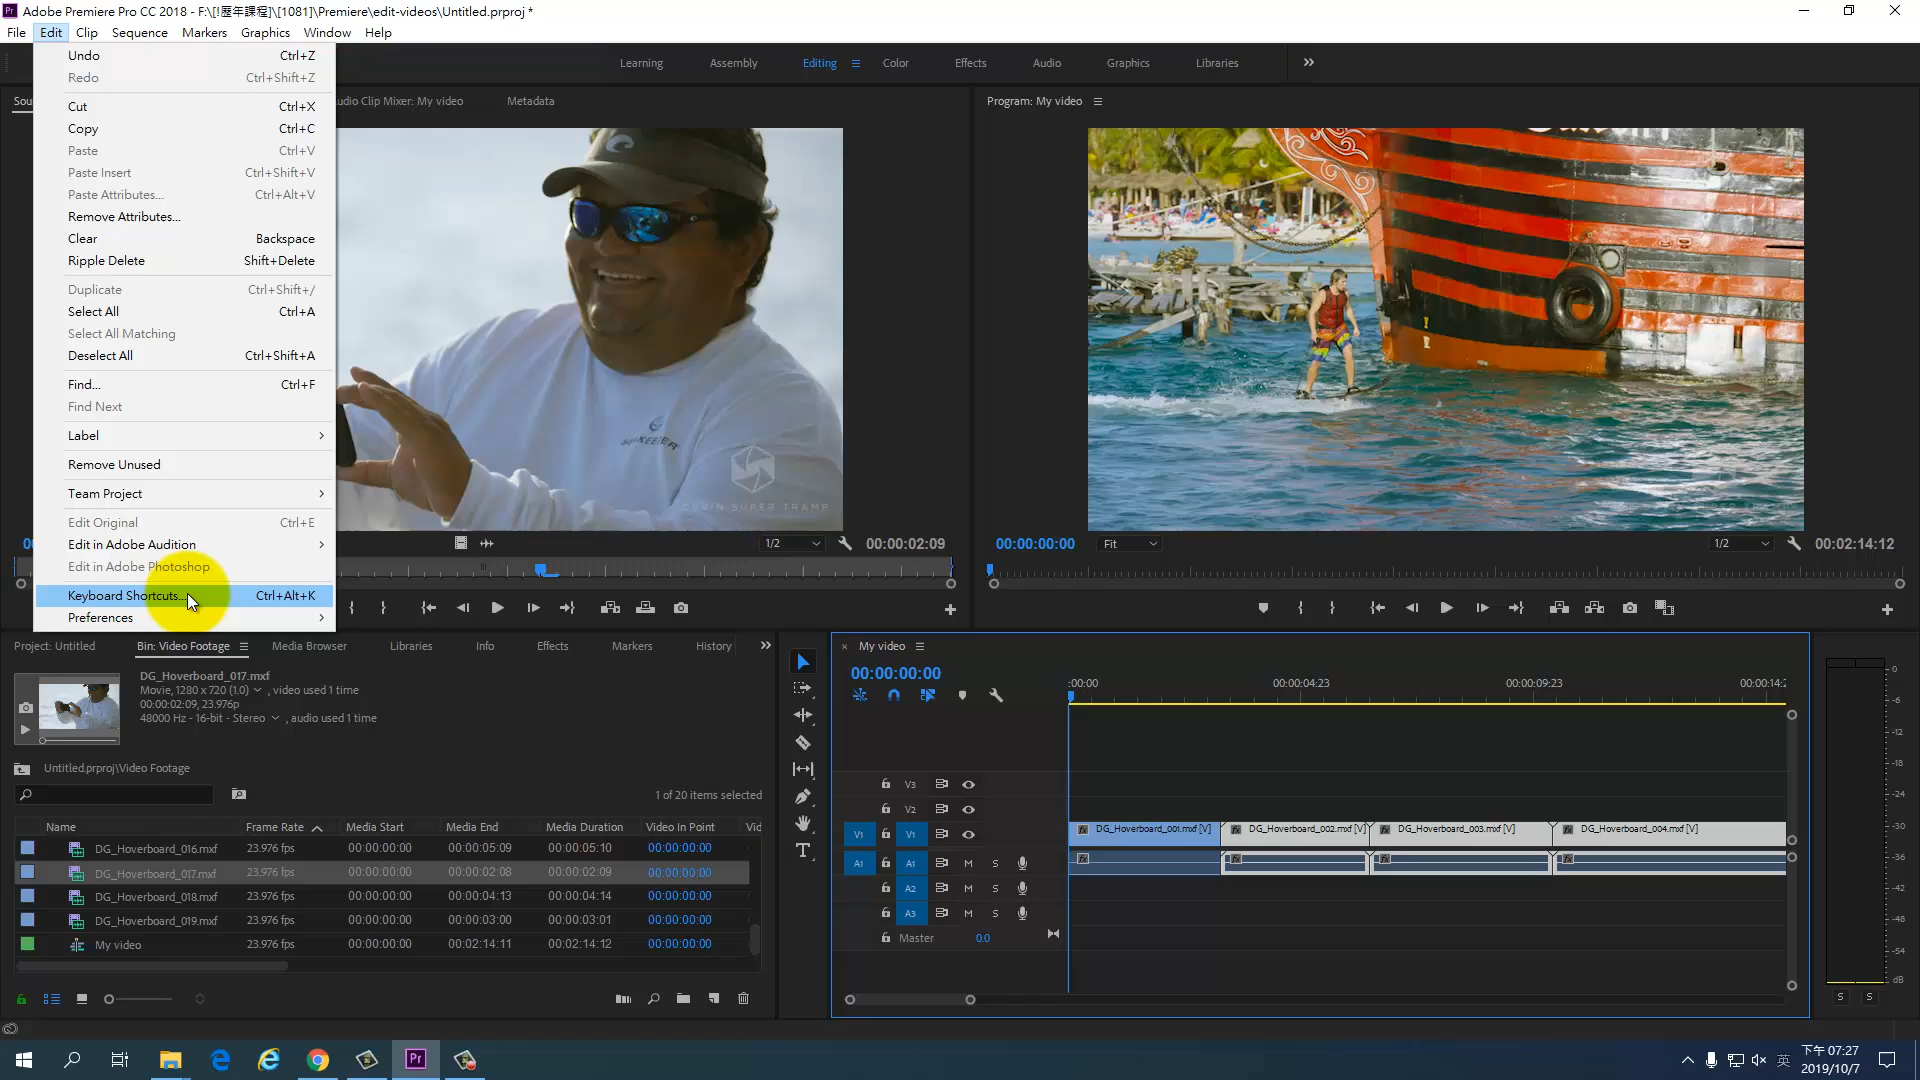 Adobe Premiere Pro CC 2018 - F:\[!歷年課程]\[1081]\Premiere\edit-videos\Untitled.prproj *
File Edit Clip Sequence Markers Graphics Window Help
Undo Ctrl+Z
Redo Ctrl+Shift+Z
Cut Ctrl+X
Copy Ctrl+C
Paste Ctrl+V
Paste Insert Ctrl+Shift+V
Paste Attributes... Ctrl+Alt+V
Remove Attributes...
Clear Backspace
Ripple Delete Shift+Delete
Duplicate Ctrl+Shift+/
Select All Ctrl+A
Select All Matching
Deselect All Ctrl+Shift+A
Find... Ctrl+F
Find Next
Label
Remove Unused
Team Project
Edit Original Ctrl+E
Edit in Adobe Audition
Edit in Adobe Photoshop
Keyboard Shortcuts... Ctrl+Alt+K
Preferences
Learning Assembly Editing Color Effects Audio Graphics Libraries
Sou
udio Clip Mixer: My video Metadata
Program: My video
1/2 00:00:02:09
00:00:00:00 Fit 1/2 00:02:14:12
Project: Untitled Bin: Video Footage Media Browser Libraries Info Effects Markers History
DG_Hoverboard_017.mxf
Movie, 1280 x 720 (1.0) , video used 1 time
00:00:02:09, 23.976p
48000 Hz - 16-bit - Stereo , audio used 1 time
Untitled.prproj\Video Footage
1 of 20 items selected
Name Frame Rate Media Start Media End Media Duration Video In Point Vid
DG_Hoverboard_016.mxf 23.976 fps 00:00:00:00 00:00:05:09 00:00:05:10 00:00:00:00
DG_Hoverboard_017.mxf 23.976 fps 00:00:00:00 00:00:02:08 00:00:02:09 00:00:00:00
DG_Hoverboard_018.mxf 23.976 fps 00:00:00:00 00:00:04:13 00:00:04:14 00:00:00:00
DG_Hoverboard_019.mxf 23.976 fps 00:00:00:00 00:00:03:00 00:00:03:01 00:00:00:00
My video 23.976 fps 00:00:00:00 00:02:14:11 00:02:14:12 00:00:00:00
My video
00:00:00:00
:00:00 00:00:04:23 00:00:09:23 00:00:14:2
V3
V2
V1 V1 DG_Hoverboard_001.mxf [V] DG_Hoverboard_002.mxf [V] DG_Hoverboard_003.mxf [V] DG_Hoverboard_004.mxf [V]
A1 A1 M S
A2 M S
A3 M S
Master 0.0
0
-6
-12
-18
-24
-30
-36
-42
-48
-54
dB
S S
英 下午 07:27
2019/10/7